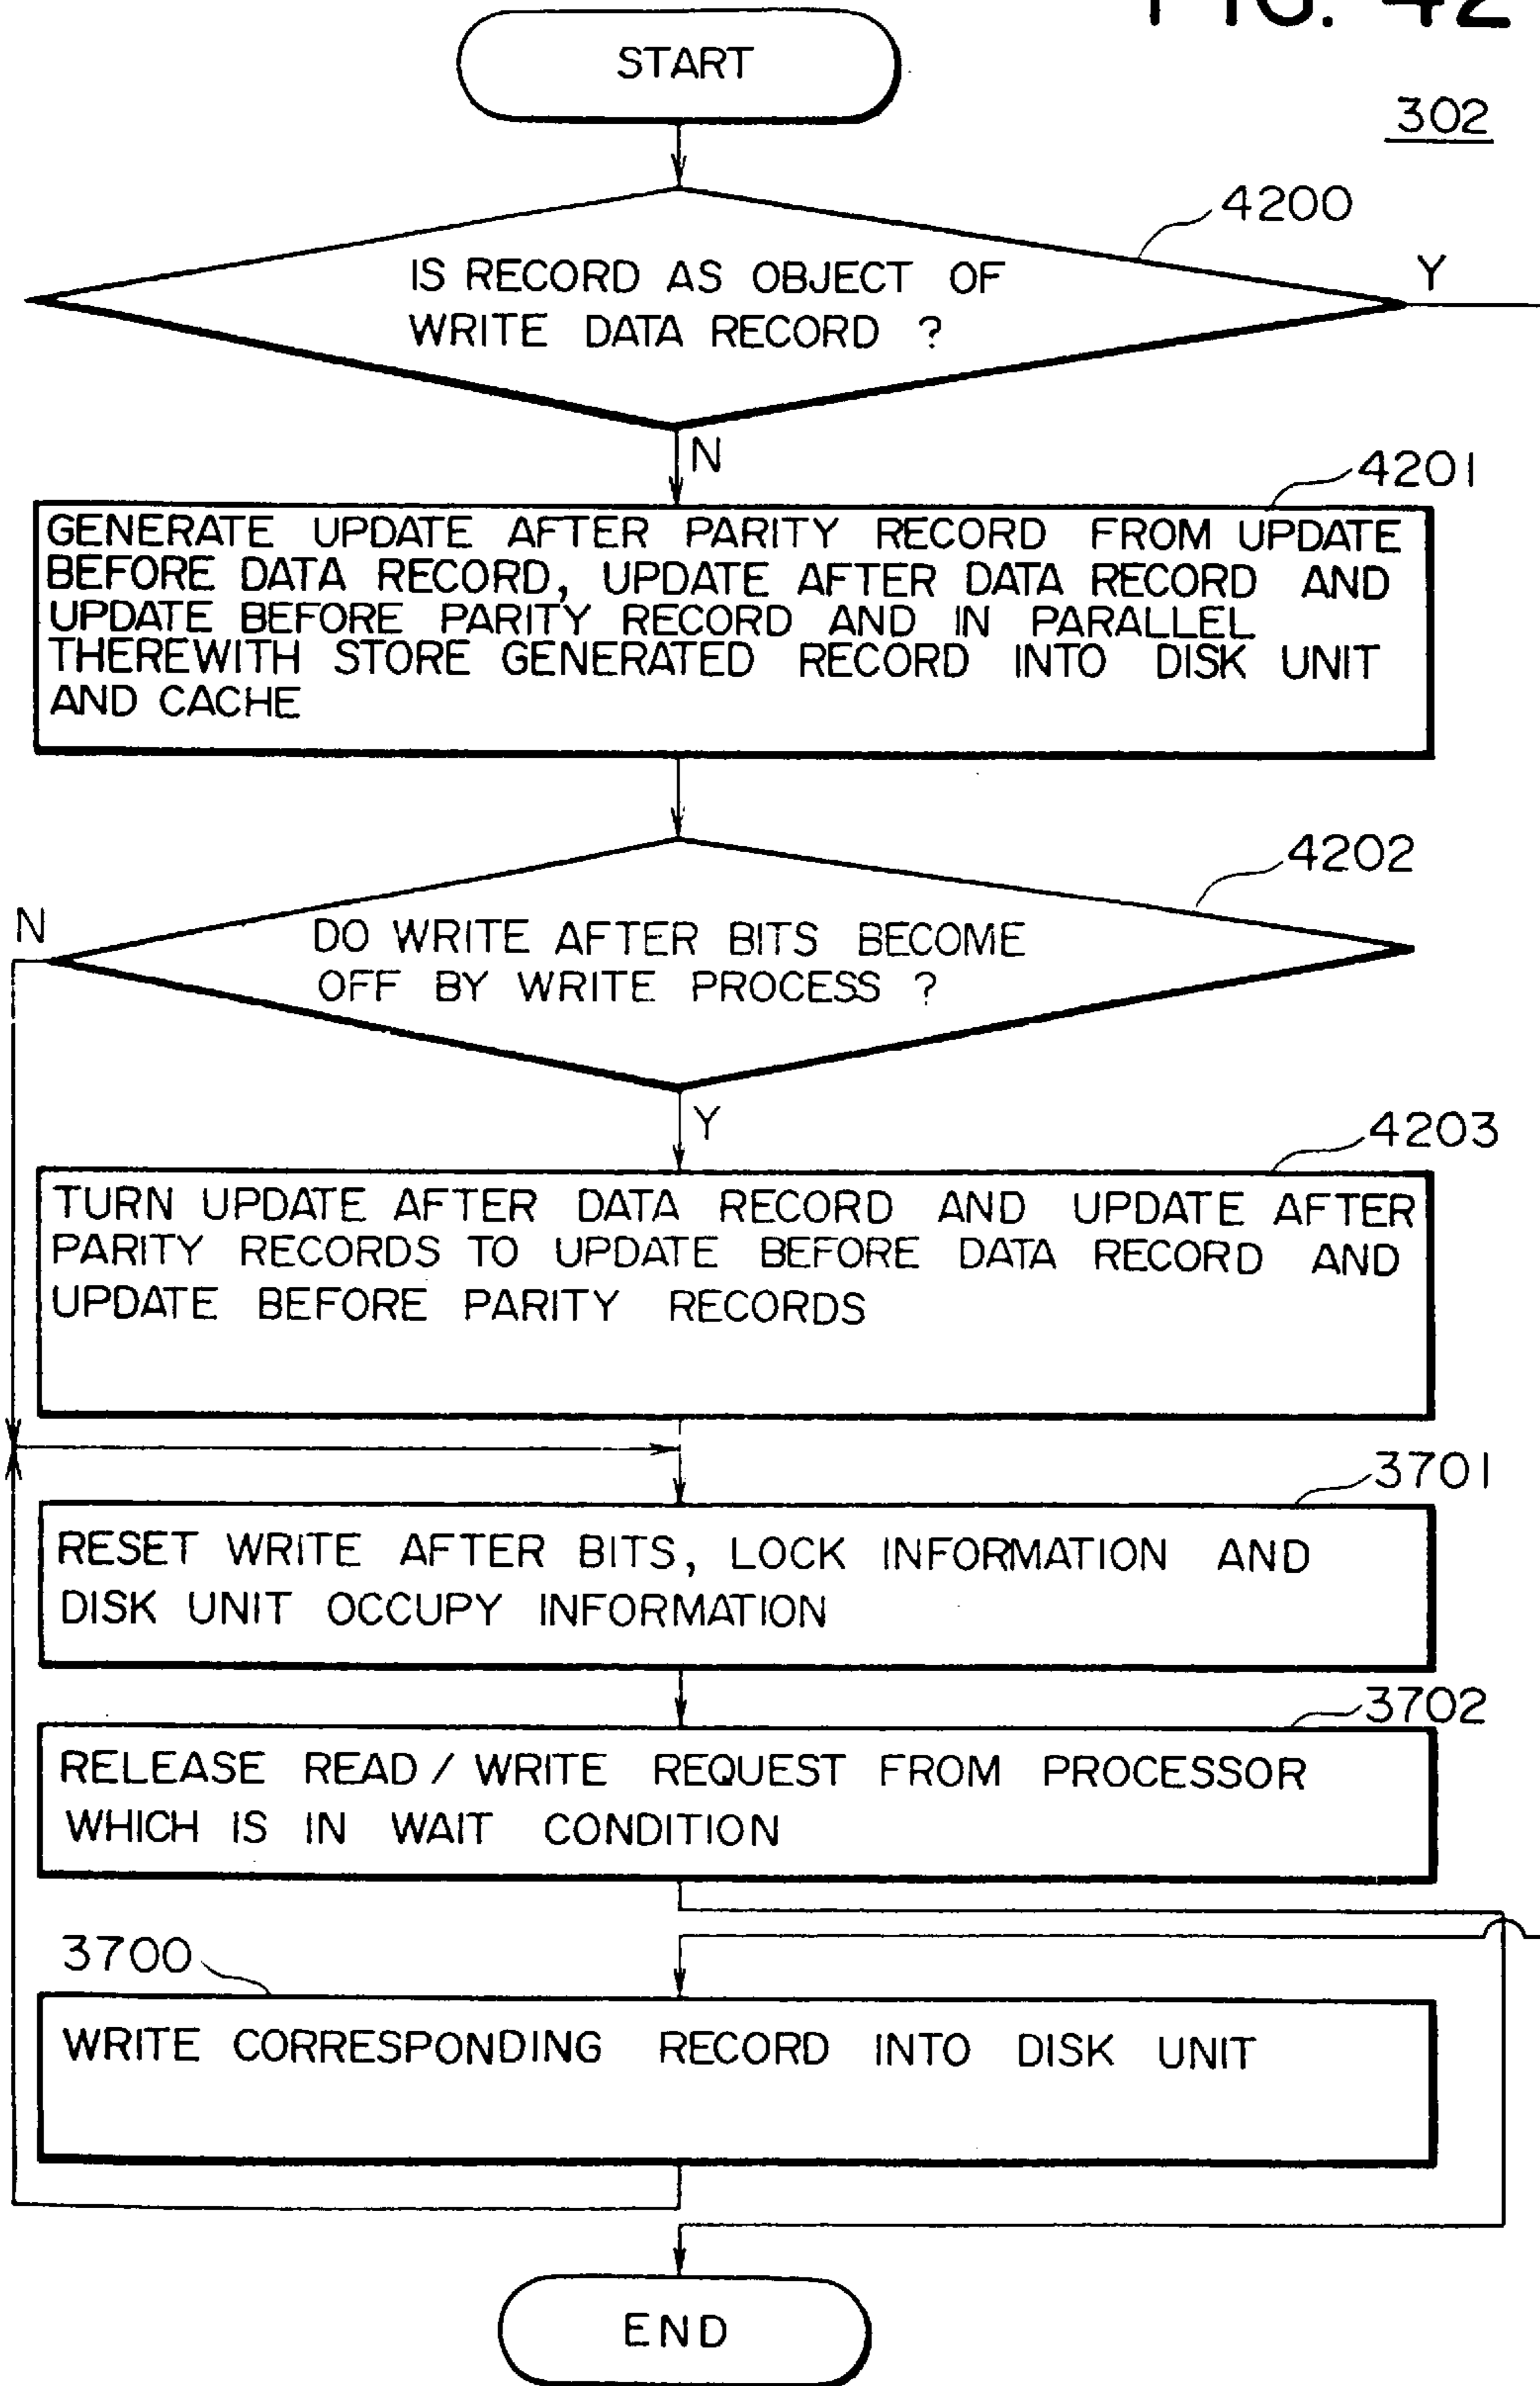 FIG. 42
START
302
4200
IS RECORD AS OBJECT OF
WRITE DATA RECORD ?
Y
N
4201
GENERATE UPDATE AFTER PARITY RECORD FROM UPDATE
BEFORE DATA RECORD, UPDATE AFTER DATA RECORD AND
UPDATE BEFORE PARITY RECORD AND IN PARALLEL
THEREWITH STORE GENERATED RECORD INTO DISK UNIT
AND CACHE
4202
N
DO WRITE AFTER BITS BECOME
OFF BY WRITE PROCESS ?
Y
4203
TURN UPDATE AFTER DATA RECORD AND UPDATE AFTER
PARITY RECORDS TO UPDATE BEFORE DATA RECORD AND
UPDATE BEFORE PARITY RECORDS
3701
RESET WRITE AFTER BITS, LOCK INFORMATION AND
DISK UNIT OCCUPY INFORMATION
3702
RELEASE READ / WRITE REQUEST FROM PROCESSOR
WHICH IS IN WAIT CONDITION
3700
WRITE CORRESPONDING RECORD INTO DISK UNIT
END